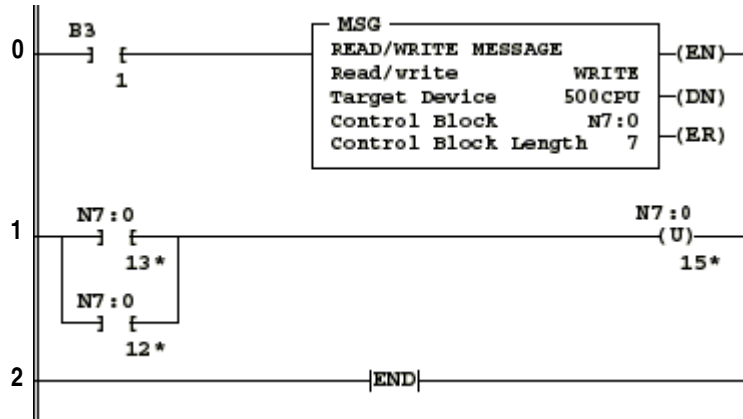 MSG
B3
0
READ/WRITE MESSAGE
(EN)
1
Read/write WRITE
Target Device 500CPU
(DN)
Control Block N7:0
Control Block Length 7
(ER)
N7:0
N7:0
1
(U)
13*
15*
N7:0
12*
2
END